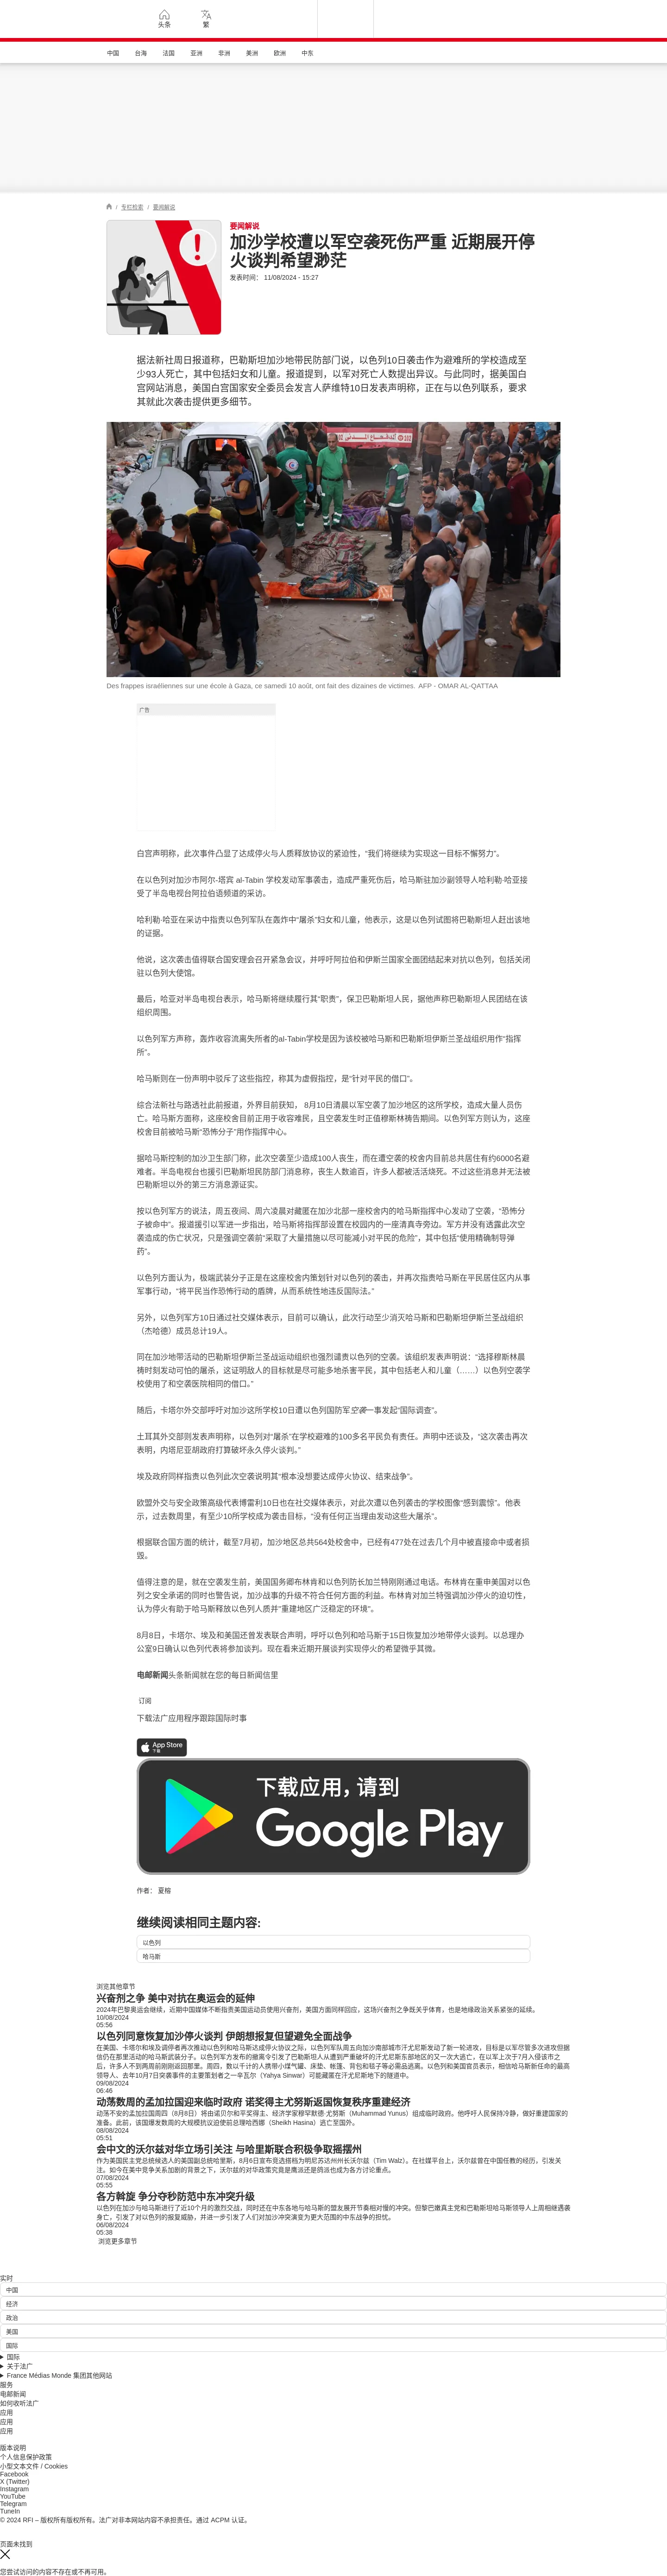 头条
繁
中国
台海
法国
亚洲
非洲
美洲
欧洲
中东
/ 专栏检索 / 要闻解说
要闻解说
加沙学校遭以军空袭死伤严重 近期展开停
火谈判希望渺茫
发表时间： 11/08/2024 - 15:27
据法新社周日报道称，巴勒斯坦加沙地带民防部门说，以色列10日袭击作为避难所的学校造成至
少93人死亡，其中包括妇女和儿童。报道提到，以军对死亡人数提出异议。与此同时，据美国白
宫网站消息，美国白宫国家安全委员会发言人萨维特10日发表声明称，正在与以色列联系，要求
其就此次袭击提供更多细节。
Des frappes israéliennes sur une école à Gaza, ce samedi 10 août, ont fait des dizaines de victimes. AFP - OMAR AL-QATTAA
广告
白宫声明称，此次事件凸显了达成停火与人质释放协议的紧迫性，“我们将继续为实现这一目标不懈努力”。
在以色列对加沙市阿尔-塔宾 al-Tabin 学校发动军事袭击，造成严重死伤后，哈马斯驻加沙副领导人哈利勒·哈亚接
受了半岛电视台阿拉伯语频道的采访。
哈利勒·哈亚在采访中指责以色列军队在轰炸中“屠杀”妇女和儿童，他表示，这是以色列试图将巴勒斯坦人赶出该地
的证据。
他说，这次袭击值得联合国安理会召开紧急会议，并呼吁阿拉伯和伊斯兰国家全面团结起来对抗以色列，包括关闭
驻以色列大使馆。
最后，哈亚对半岛电视台表示，哈马斯将继续履行其“职责”，保卫巴勒斯坦人民，据他声称巴勒斯坦人民团结在该
组织周围。
以色列军方声称，轰炸收容流离失所者的al-Tabin学校是因为该校被哈马斯和巴勒斯坦伊斯兰圣战组织用作“指挥
所”。
哈马斯则在一份声明中驳斥了这些指控，称其为虚假指控，是“针对平民的借口”。
综合法新社与路透社此前报道，外界目前获知， 8月10日清晨以军空袭了加沙地区的这所学校，造成大量人员伤
亡。哈马斯方面称，这座校舍目前正用于收容难民，且空袭发生时正值穆斯林祷告期间。以色列军方则认为，这座
校舍目前被哈马斯“恐怖分子”用作指挥中心。
据哈马斯控制的加沙卫生部门称，此次空袭至少造成100人丧生，而在遭空袭的校舍内目前总共居住有约6000名避
难者。半岛电视台也援引巴勒斯坦民防部门消息称，丧生人数逾百，许多人都被活活烧死。不过这些消息并无法被
巴勒斯坦以外的第三方消息源证实。
按以色列军方的说法，周五夜间、周六凌晨对藏匿在加沙北部一座校舍内的哈马斯指挥中心发动了空袭，“恐怖分
子被命中”。报道援引以军进一步指出，哈马斯将指挥部设置在校园内的一座清真寺旁边。军方并没有透露此次空
袭造成的伤亡状况，只是强调空袭前“采取了大量措施以尽可能减小对平民的危险”，其中包括“使用精确制导弹
药”。
以色列方面认为，极端武装分子正是在这座校舍内策划针对以色列的袭击，并再次指责哈马斯在平民居住区内从事
军事行动，“将平民当作恐怖行动的盾牌，从而系统性地违反国际法。”
另外，以色列军方10日通过社交媒体表示，目前可以确认，此次行动至少消灭哈马斯和巴勒斯坦伊斯兰圣战组织
（杰哈德）成员总计19人。
同在加沙地带活动的巴勒斯坦伊斯兰圣战运动组织也强烈谴责以色列的空袭。该组织发表声明说：“选择穆斯林晨
祷时刻发动可怕的屠杀，这证明敌人的目标就是尽可能多地杀害平民，其中包括老人和儿童（……）以色列空袭学
校使用了和空袭医院相同的借口。”
随后，卡塔尔外交部呼吁对加沙这所学校10日遭以色列国防军空袭一事发起“国际调查”。
土耳其外交部则发表声明称，以色列对“屠杀”在学校避难的100多名平民负有责任。声明中还谈及，“这次袭击再次
表明，内塔尼亚胡政府打算破坏永久停火谈判。”
埃及政府同样指责以色列此次空袭说明其“根本没想要达成停火协议、结束战争”。
欧盟外交与安全政策高级代表博雷利10日也在社交媒体表示，对此次遭以色列袭击的学校图像“感到震惊”。他表
示，过去数周里，有至少10所学校成为袭击目标，“没有任何正当理由发动这些大屠杀”。
根据联合国方面的统计，截至7月初，加沙地区总共564处校舍中，已经有477处在过去几个月中被直接命中或者损
毁。
值得注意的是，就在空袭发生前，美国国务卿布林肯和以色列防长加兰特刚刚通过电话。布林肯在重申美国对以色
列之安全承诺的同时也警告说，加沙战事的升级不符合任何方面的利益。布林肯对加兰特强调加沙停火的迫切性，
认为停火有助于哈马斯释放以色列人质并“重建地区广泛稳定的环境”。
8月8日，卡塔尔、埃及和美国还曾发表联合声明，呼吁以色列和哈马斯于15日恢复加沙地带停火谈判。以总理办
公室9日确认以色列代表将参加谈判。现在看来近期开展谈判实现停火的希望微乎其微。
电邮新闻头条新闻就在您的每日新闻信里
订阅
下载法广应用程序跟踪国际时事
App Store
下载
下载应用，请到
Google Play
作者： 夏榕
继续阅读相同主题内容:
以色列
哈马斯
浏览其他章节
兴奋剂之争 美中对抗在奥运会的延伸
2024年巴黎奥运会继续，近期中国媒体不断指责美国运动员使用兴奋剂，美国方面同样回应，这场兴奋剂之争既关乎体育，也是地缘政治关系紧张的延续。
10/08/2024
05:56
以色列同意恢复加沙停火谈判 伊朗想报复但望避免全面战争
在美国、卡塔尔和埃及调停者再次推动以色列和哈马斯达成停火协议之际，以色列军队周五向加沙南部城市汗尤尼斯发动了新一轮进攻，目标是以军尽管多次进攻但据
信仍在那里活动的哈马斯武装分子。以色列军方发布的撤离令引发了巴勒斯坦人从遭到严重破坏的汗尤尼斯东部地区的又一次大逃亡，在以军上次于7月入侵该市之
后，许多人不到两周前刚刚返回那里。周四，数以千计的人携带小煤气罐、床垫、帐篷、背包和毯子等必需品逃离。以色列和美国官员表示，相信哈马斯新任命的最高
领导人、去年10月7日突袭事件的主要策划者之一辛瓦尔（Yahya Sinwar）可能藏匿在汗尤尼斯地下的隧道中。
09/08/2024
06:46
动荡数周的孟加拉国迎来临时政府 诺奖得主尤努斯返国恢复秩序重建经济
动荡不安的孟加拉国周四（8月8日）将由诺贝尔和平奖得主、经济学家穆罕默德·尤努斯（Muhammad Yunus）组成临时政府。他呼吁人民保持冷静，做好重建国家的
准备。此前，该国爆发数周的大规模抗议迫使前总理哈西娜（Sheikh Hasina）逃亡至国外。
08/08/2024
05:51
会中文的沃尔兹对华立场引关注 与哈里斯联合积极争取摇摆州
作为美国民主党总统候选人的美国副总统哈里斯，8月6日宣布竞选搭档为明尼苏达州州长沃尔兹（Tim Walz）。在社媒平台上，沃尔兹曾在中国任教的经历，引发关
注。如今在美中竞争关系加剧的背景之下，沃尔兹的对华政策究竟是鹰派还是鸽派也成为各方讨论重点。
07/08/2024
05:55
各方斡旋 争分夺秒防范中东冲突升级
以色列在加沙与哈马斯进行了近10个月的激烈交战，同时还在中东各地与哈马斯的盟友展开节奏相对慢的冲突。但黎巴嫩真主党和巴勒斯坦哈马斯领导人上周相继遇袭
身亡，引发了对以色列的报复威胁，并进一步引发了人们对加沙冲突演变为更大范围的中东战争的担忧。
06/08/2024
05:38
浏览更多章节
实时
中国
经济
政治
美国
国际
国际
关于法广
France Médias Monde 集团其他网站
服务
电邮新闻
如何收听法广
应用
应用
应用
版本说明
个人信息保护政策
小型文本文件 / Cookies
Facebook
X (Twitter)
Instagram
YouTube
Telegram
TuneIn
© 2024 RFI – 版权所有版权所有。法广对非本网站内容不承担责任。通过 ACPM 认证。
页面未找到
您尝试访问的内容不存在或不再可用。